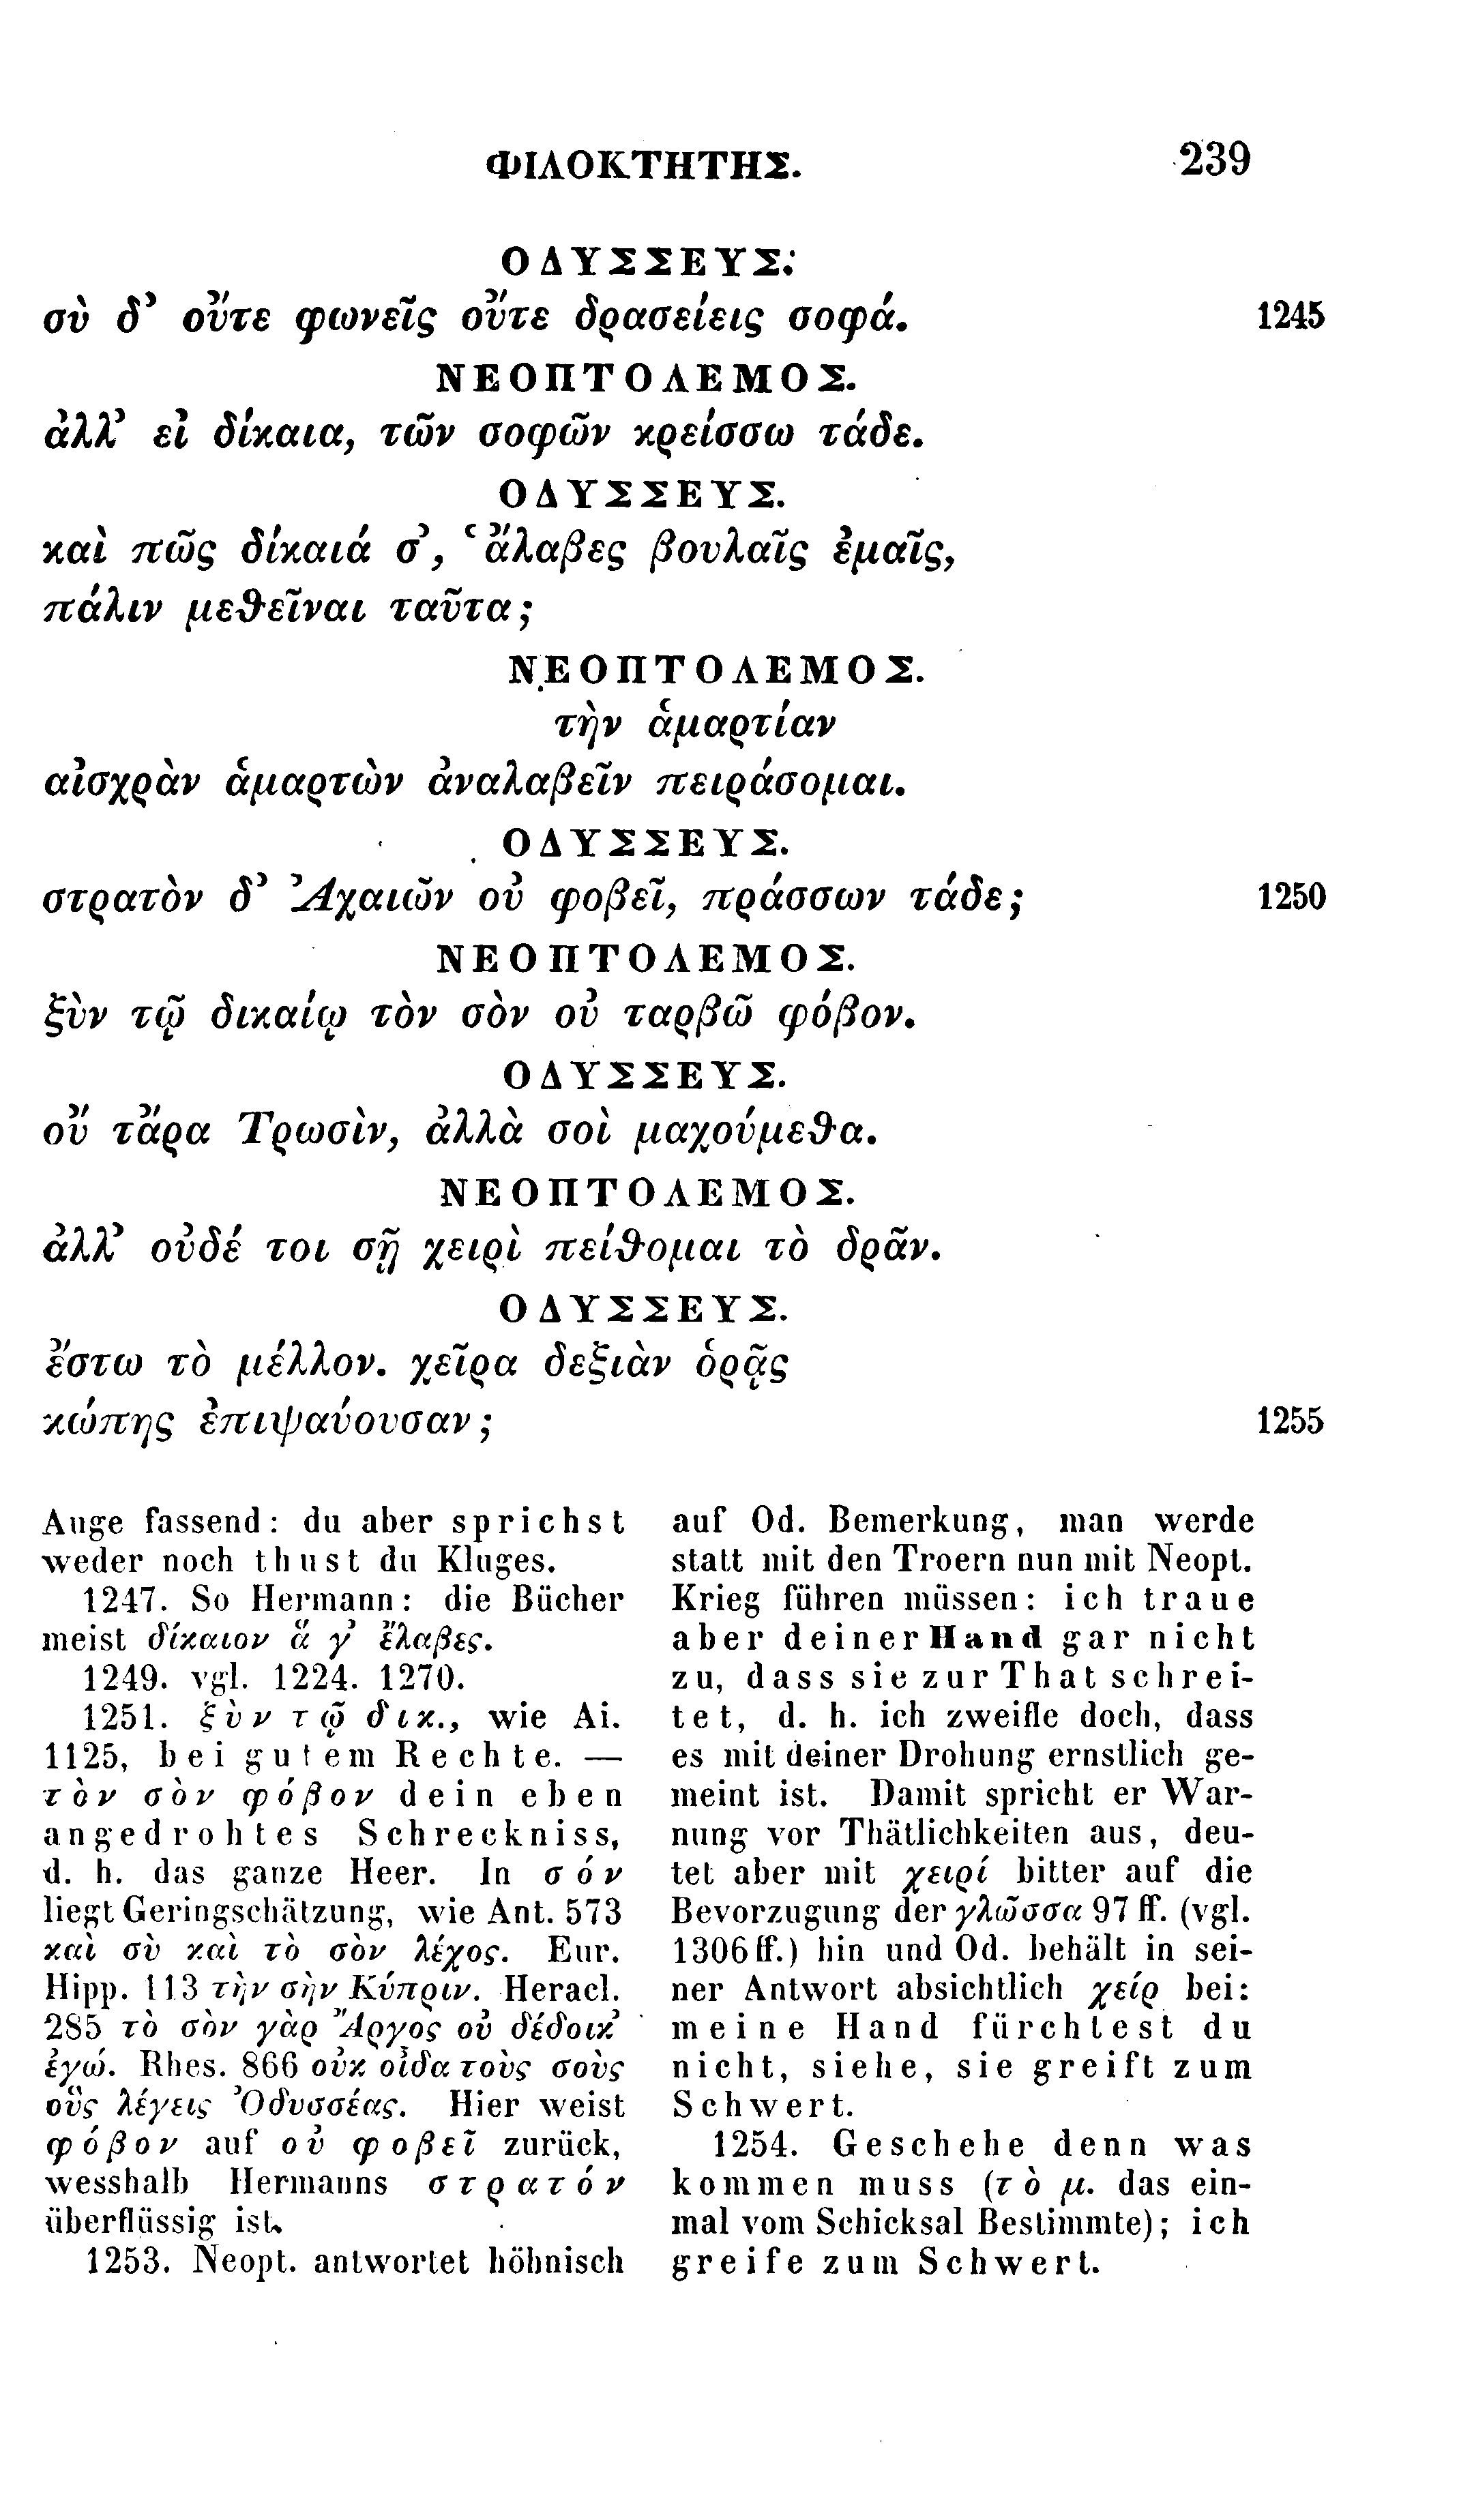 ΦΙΛΟΚΤΗΤΗΣ. 239
ΟΔΥΣΣΕΥΣ.
σὺ δ’ οὔτε φωνεῖς οὔτε δρασείεις σοφά. 1245
ΝΕΟΠΤΟΛΕΜΟΣ.
ἀλλ’ εἰ δίκαια, τῶν σοφῶν κρείσσω τάδε.
ΟΔΥΣΣΕΥΣ.
καὶ πῶς δίκαιά σ’, ‘ἄλαβες βουλαῖς ἐμαῖς,
πάλιν μεθεῖναι ταῦτα;
ΝΕΟΠΤΟΛΕΜΟΣ.
τὴν ἁμαρτίαν
αἰσχρὰν ἁμαρτὼν ἀναλαβεῖν πειράσομαι.
ΟΔΥΣΣΕΥΣ.
στρατὸν δ’ Ἀχαιῶν οὐ φοβεῖ, πράσσων τάδε; 1250
ΝΕΟΠΤΟΛΕΜΟΣ.
ξὺν τῷ δικαίῳ τὸν σὸν οὐ ταρβῶ φόβον.
ΟΔΥΣΣΕΥΣ.
οὔ τἄρα Τρωσὶν, ἀλλὰ σοὶ μαχούμεθα.
ΝΕΟΠΤΟΛΕΜΟΣ.
ἀλλ’ οὐδέ τοι σῇ χειρὶ πείθομαι τὸ δρᾶν.
ΟΔΥΣΣΕΥΣ.
ἔστω τὸ μέλλον. χεῖρα δεξιὰν ὁρᾷς
κώπης ἐπιψαύουσαν; 1255
Auge fassend: du aber sprichst
weder noch thust du Kluges.
1247. So Hermann: die Bücher
meist δίκαιον ἅ γ’ ἔλαβες.
1249. vgl. 1224. 1270.
1251. ξὺν τῷ δικ., wie Ai.
1125, bei gutem Rechte. —
τὸν σὸν φόβον dein eben
angedrohtes Schreckniss,
d. h. das ganze Heer. In σόν
liegt Geringschätzung, wie Ant. 573
καὶ σὺ καὶ τὸ σὸν λέχος. Eur.
Hipp. 113 τὴν σὴν Κύπριν. Heracl.
285 τὸ σὸν γὰρ Ἄργος οὐ δέδοικ’
ἐγώ. Rhes. 866 οὐκ οἶδα τοὺς σοὺς
οὓς λέγεις Ὀδυσσέας. Hier weist
φόβον auf οὐ φοβεῖ zurück,
wesshalb Hermanns στρατόν
überflüssig ist.
1253. Neopt. antwortet höhnisch
auf Od. Bemerkung, man werde
statt mit den Troern nun mit Neopt.
Krieg führen müssen: ich traue
aber deiner Hand gar nicht
zu, dass sie zur That schrei-
tet, d. h. ich zweifle doch, dass
es mit deiner Drohung ernstlich ge-
meint ist. Damit spricht er War-
nung vor Thätlichkeiten aus, deu-
tet aber mit χειρί bitter auf die
Bevorzugung der γλῶσσα 97 ff. (vgl.
1306 ff.) hin und Od. behält in sei-
ner Antwort absichtlich χείρ bei:
meine Hand fürchtest du
nicht, siehe, sie greift zum
Schwert.
1254. Geschehe denn was
kommen muss (τὸ μ. das ein-
mal vom Schicksal Bestimmte); ich
greife zum Schwert.